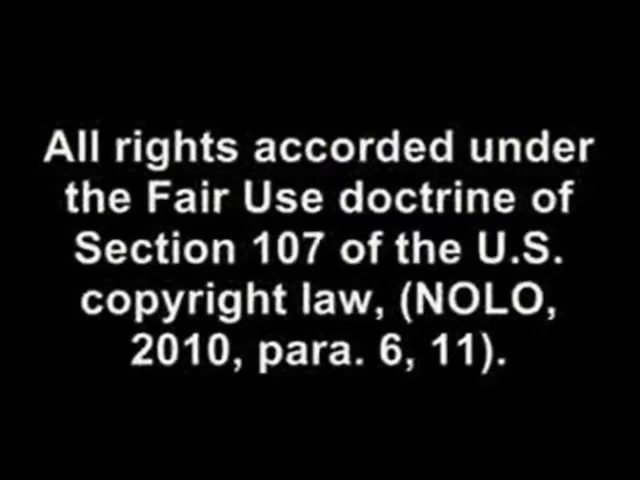 All rights accorded under
the Fair Use doctrine of
Section 107 of the U.S.
copyright law, (NOLO,
2010, para. 6, 11).